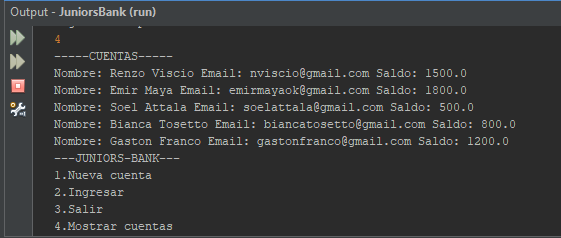 Output - JuniorsBank (run)
4
-----CUENTAS-----
Nombre: Renzo Viscio Email: nviscio@gmail.com Saldo: 1500.0
Nombre: Emir Maya Email: emirmayaok@gmail.com Saldo: 1800.0
Nombre: Soel Attala Email: soelattala@gmail.com Saldo: 500.0
Nombre: Bianca Tosetto Email: biancatosetto@gmail.com Saldo: 800.0
Nombre: Gaston Franco Email: gastonfranco@gmail.com Saldo: 1200.0
---JUNIORS-BANK---
1.Nueva cuenta
2.Ingresar
3.Salir
4.Mostrar cuentas